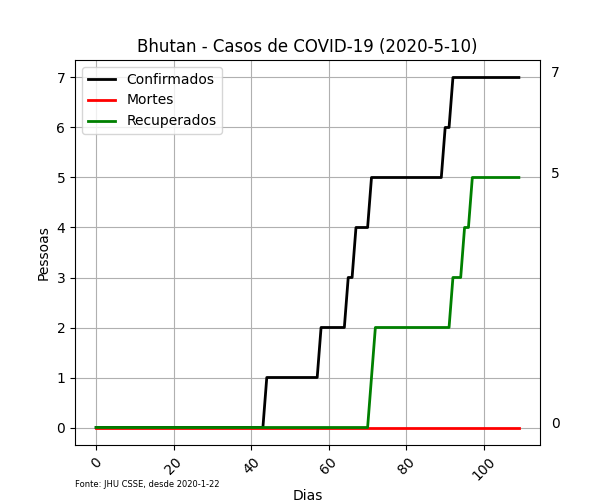 Bhutan - Casos de COVID-19 (2020-5-10)
Confirmados
Mortes
Recuperados
Pessoas
7
6
5
4
3
2
1
0
7
5
0
0
20
40
60
80
100
Dias
Fonte: JHU CSSE, desde 2020-1-22